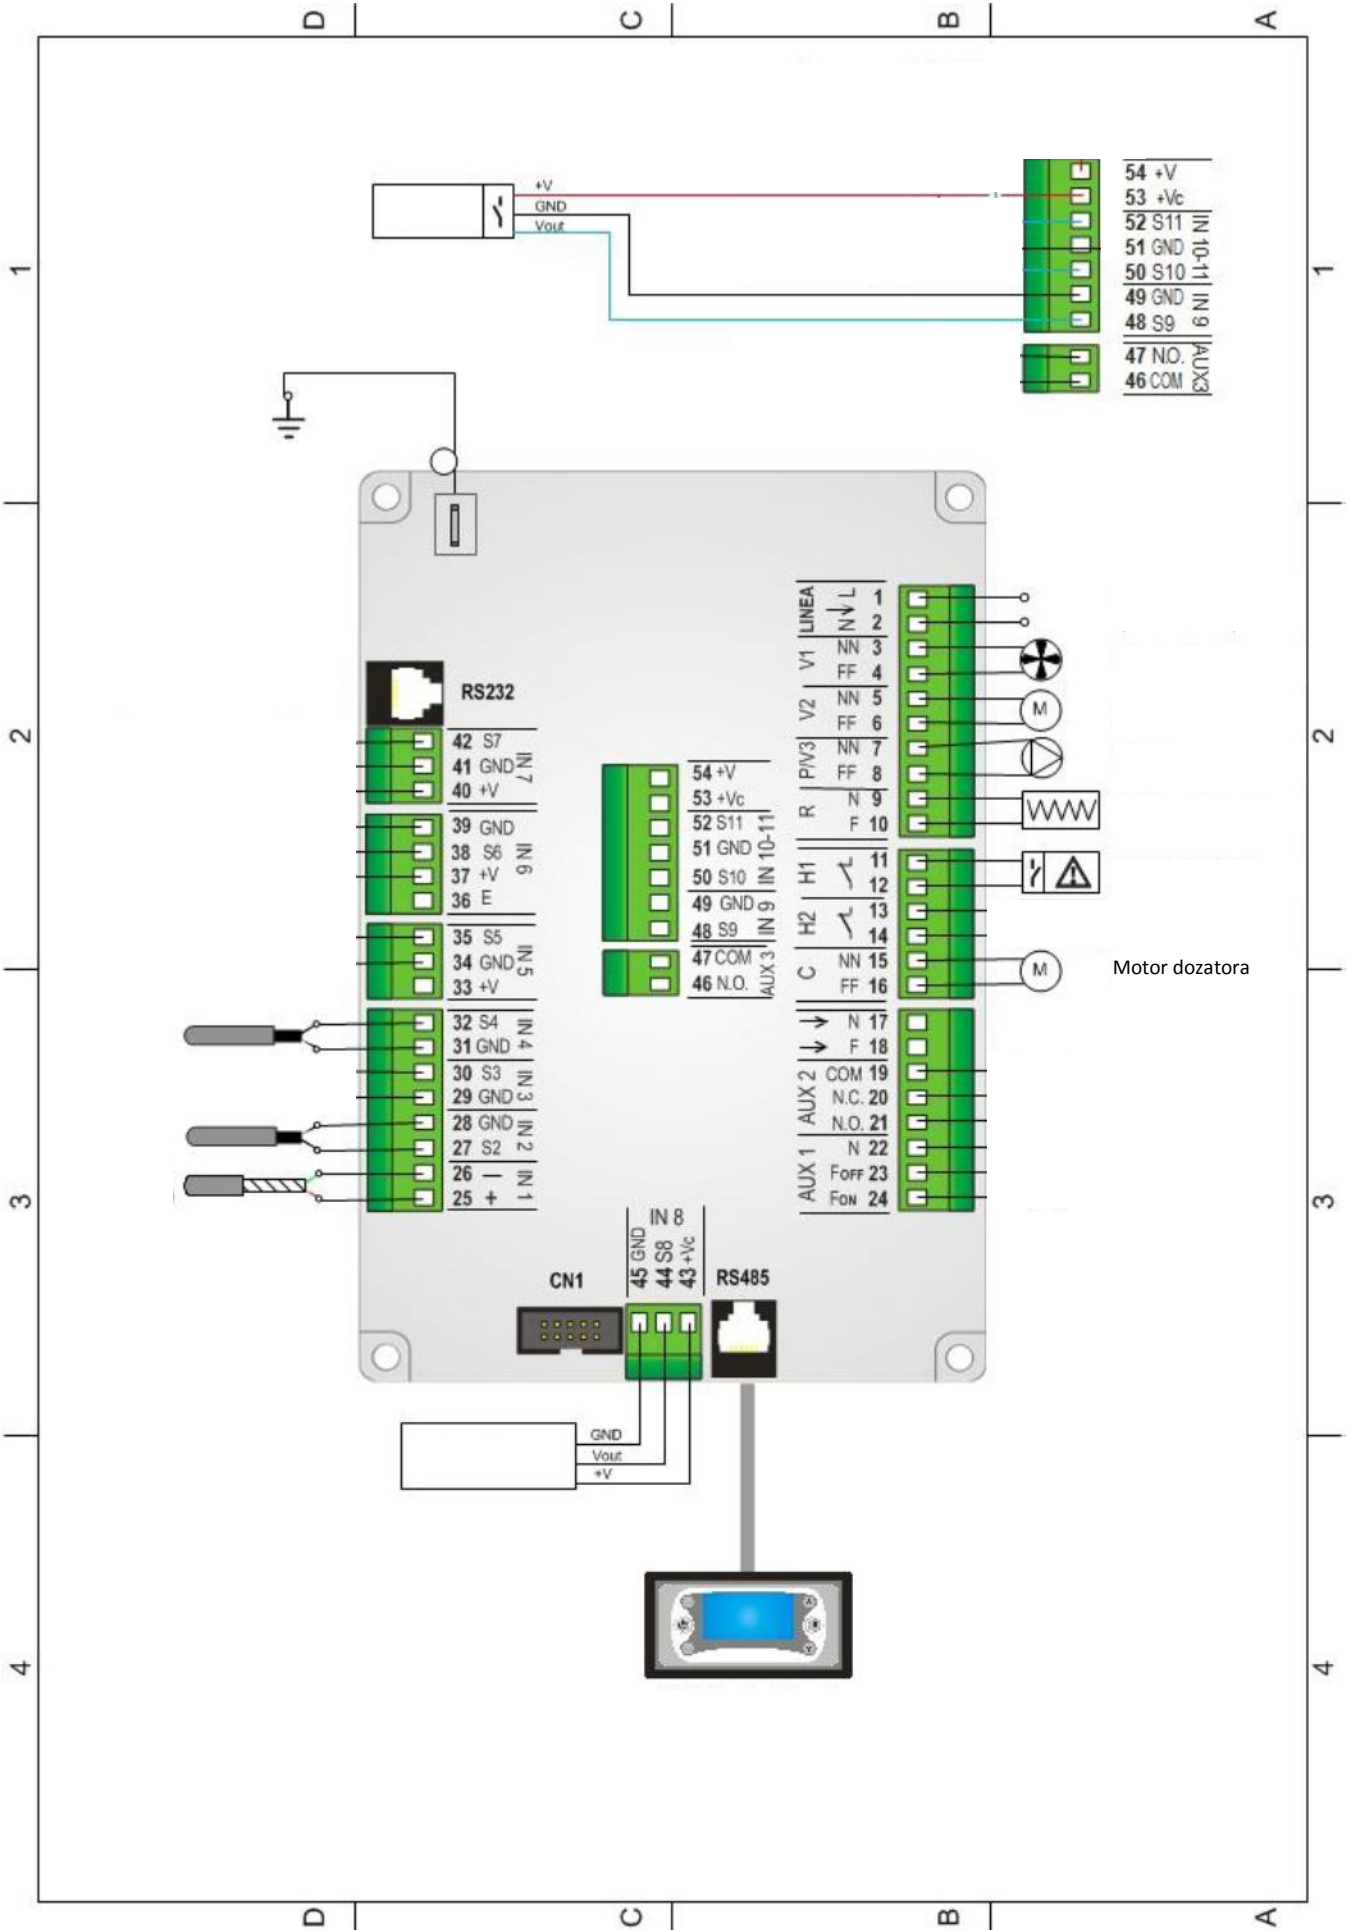 D
C
B
A
1
1
+V
GND
Vout
54 +V
53 +Vc
52 S11
51 GND
50 S10
IN 10-11
49 GND
48 S9
IN 9
47 N.O.
46 COM
AUX3
LINEA
L 1
N 2
V1
NN 3
FF 4
V2
NN 5
FF 6
P/V3
NN 7
FF 8
R
N 9
F 10
H1
11
12
H2
13
14
C
NN 15
FF 16
M
M
Motor dozatora
N 17
F 18
AUX 2
COM 19
N.C. 20
N.O. 21
AUX 1
N 22
FOFF 23
FON 24
2
2
RS232
42 S7
41 GND
40 +V
IN 7
39 GND
38 S6
37 +V
36 E
IN 6
35 S5
34 GND
33 +V
IN 5
32 S4
31 GND
IN 4
30 S3
29 GND
IN 3
28 GND
27 S2
IN 2
26 —
25 +
IN 1
54 +V
53 +Vc
52 S11
51 GND
50 S10
IN 10-11
49 GND
48 S9
IN 9
47 COM
46 N.O.
AUX 3
3
3
IN 8
45 GND
44 S8
43 +Vc
CN1
RS485
GND
Vout
+V
4
4
D
C
B
A